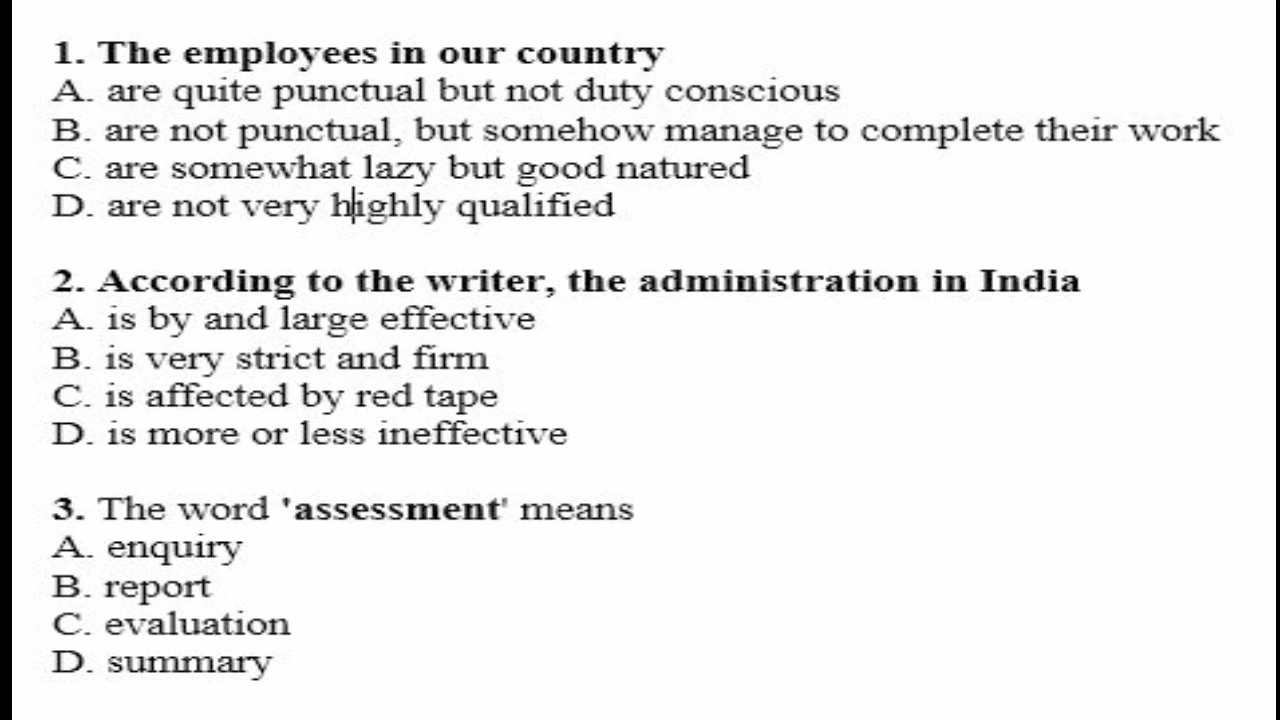 1. The employees in our country
A. are quite punctual but not duty conscious
B. are not punctual, but somehow manage to complete their work
C. are somewhat lazy but good natured
D. are not very highly qualified
2. According to the writer, the administration in India
A. is by and large effective
B. is very strict and firm
C. is affected by red tape
D. is more or less ineffective
3. The word 'assessment' means
A. enquiry
B. report
C. evaluation
D. summary